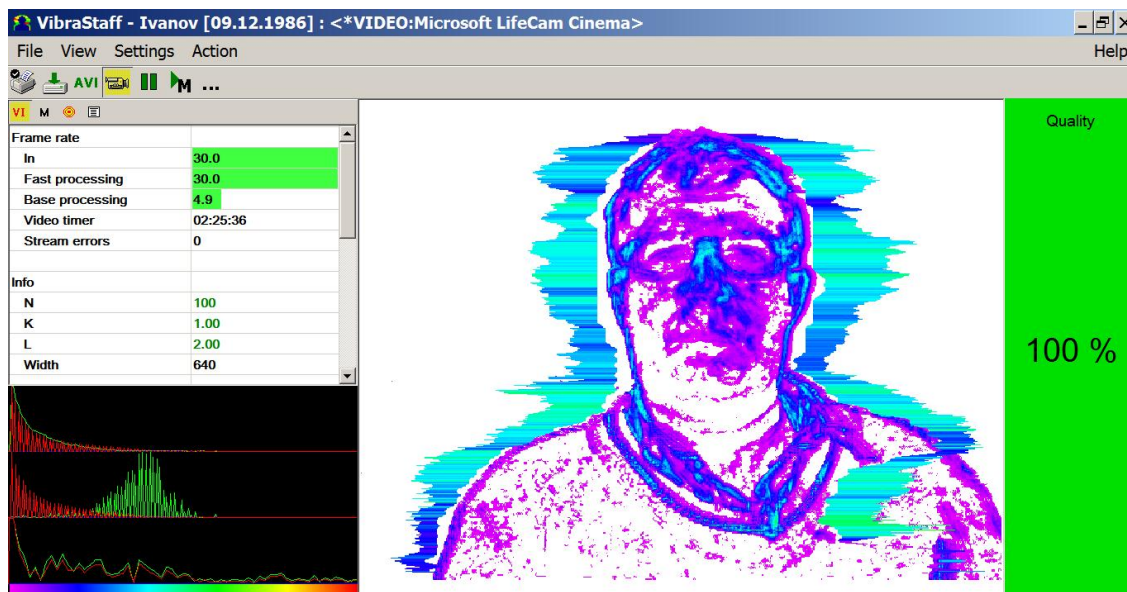 VibraStaff - Ivanov [09.12.1986] : <*VIDEO:Microsoft LifeCam Cinema>
File View Settings Action Help
AVI M ...
VI M
Frame rate
In 30.0
Fast processing 30.0
Base processing 4.9
Video timer 02:25:36
Stream errors 0
Info
N 100
K 1.00
L 2.00
Width 640
Quality
100 %